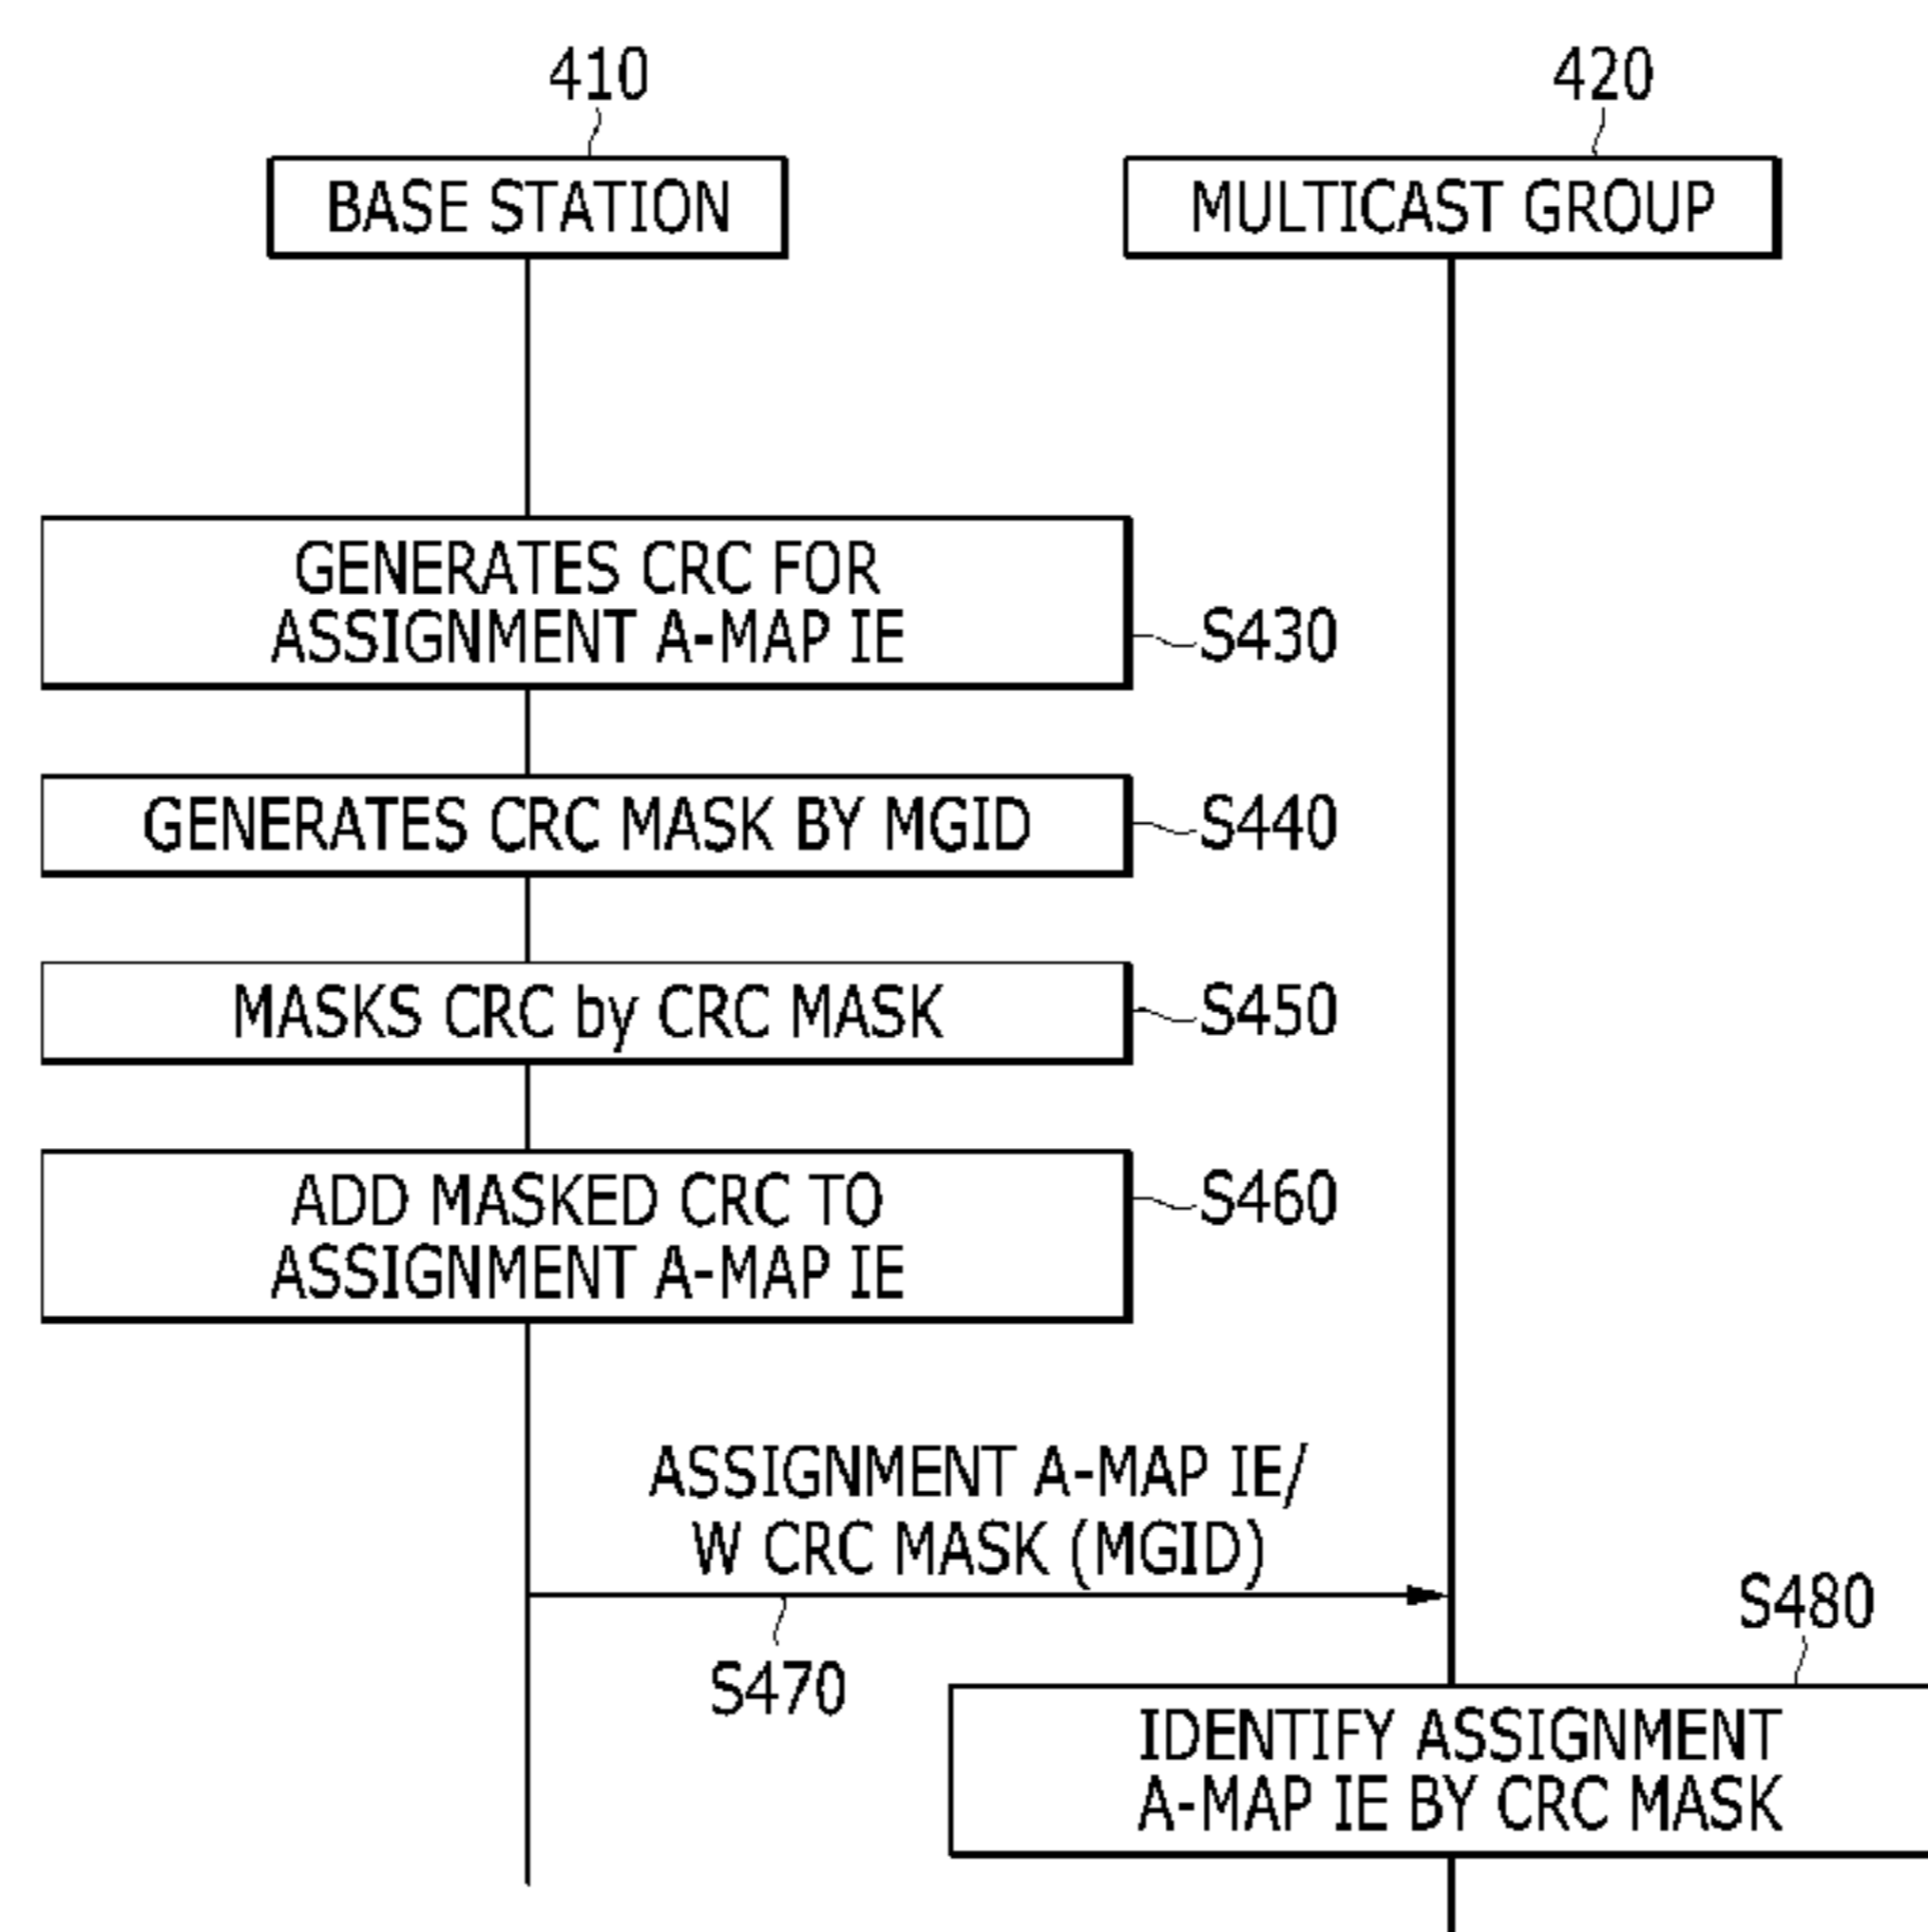 410
420
BASE STATION
MULTICAST GROUP
GENERATES CRC FOR
ASSIGNMENT A-MAP IE
S430
GENERATES CRC MASK BY MGID
S440
MASKS CRC by CRC MASK
S450
ADD MASKED CRC TO
ASSIGNMENT A-MAP IE
S460
ASSIGNMENT A-MAP IE/
W CRC MASK (MGID)
S470
S480
IDENTIFY ASSIGNMENT
A-MAP IE BY CRC MASK